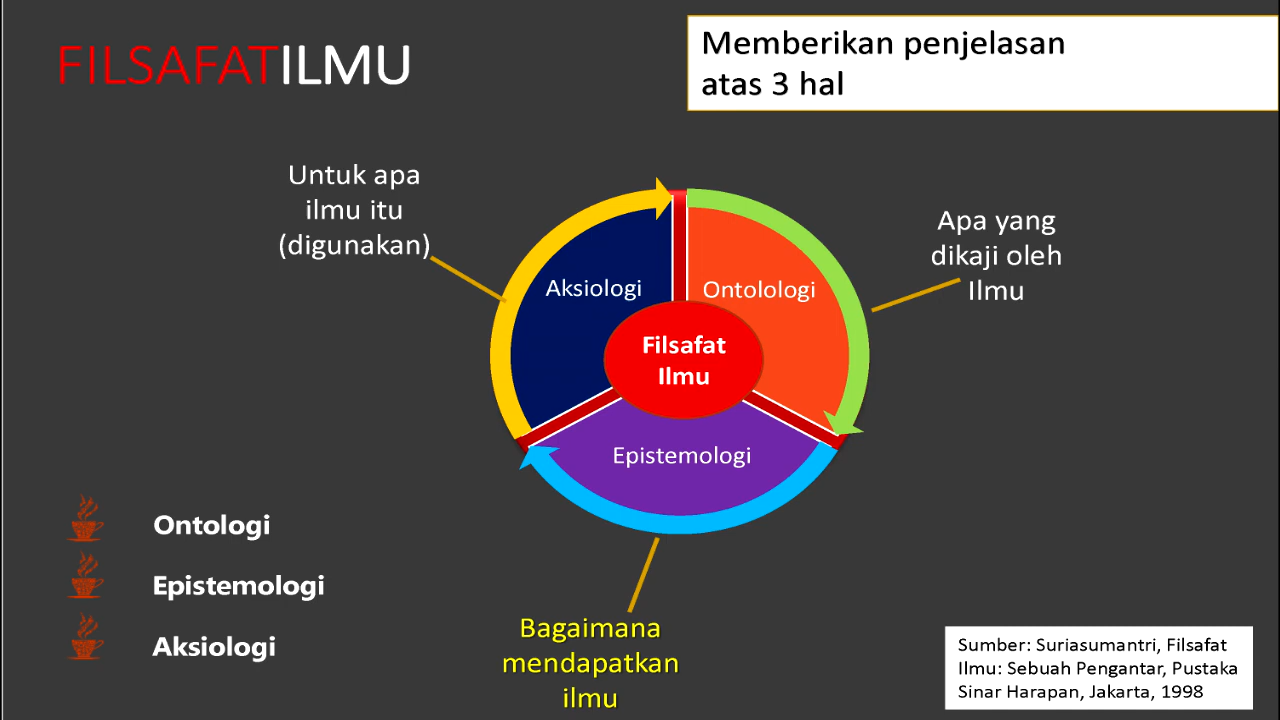 FILSAFATILMU
Memberikan penjelasan
atas 3 hal
Untuk apa
ilmu itu
(digunakan)
Apa yang
dikaji oleh
Ilmu
Aksiologi
Ontolologi
Filsafat
Ilmu
Epistemologi
Ontologi
Epistemologi
Aksiologi
Bagaimana
mendapatkan
ilmu
Sumber: Suriasumantri, Filsafat
Ilmu: Sebuah Pengantar, Pustaka
Sinar Harapan, Jakarta, 1998